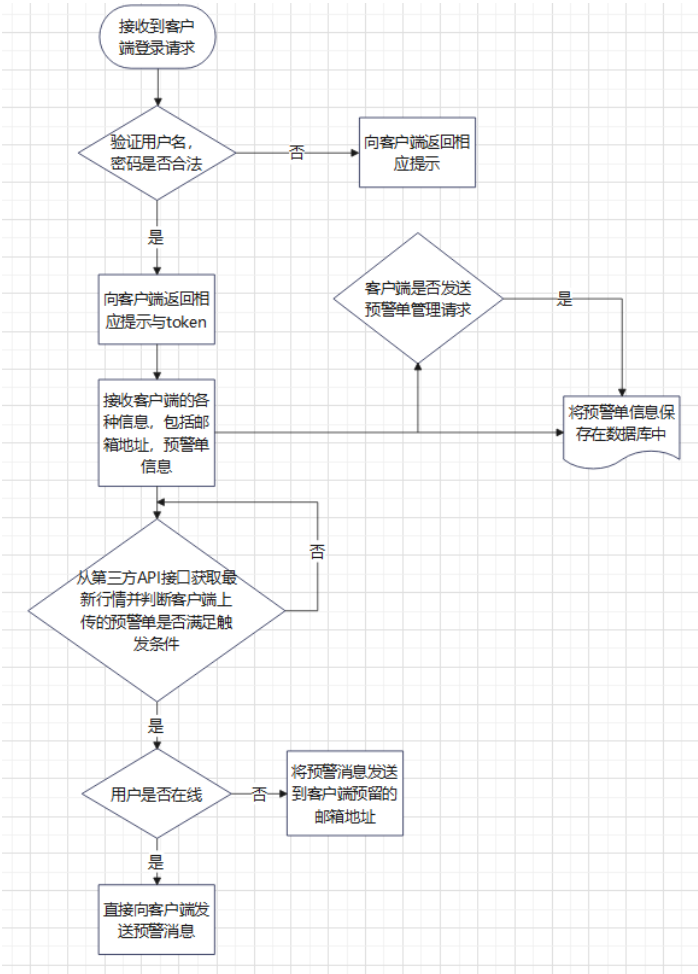 接收到客户
端登录请求
验证用户名，
密码是否合法
否
向客户端返回相
应提示
是
向客户端返回相
应提示与token
客户端是否发送
预警单管理请求
是
接收客户端的各
种信息，包括邮
箱地址，预警单
信息
将预警单信息保
存在数据库中
否
从第三方API接口获取最
新行情并判断客户端上
传的预警单是否满足触
发条件
是
用户是否在线
否
将预警消息发送
到客户端预留的
邮箱地址
是
直接向客户端发
送预警消息